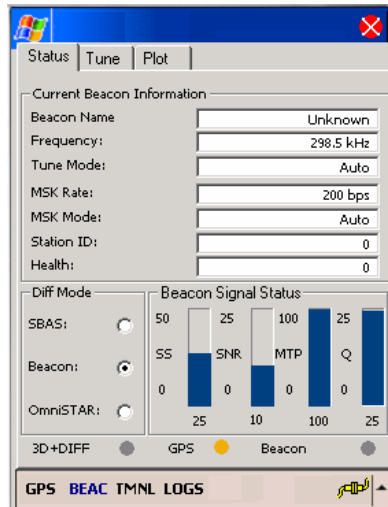 Status Tune Plot
Current Beacon Information
Beacon Name Unknown
Frequency: 298.5 kHz
Tune Mode: Auto
MSK Rate: 200 bps
MSK Mode: Auto
Station ID: 0
Health: 0
Diff Mode Beacon Signal Status
SBAS: 50 25 100 25
Beacon: SS SNR MTP Q
0 0 0 0
OmniSTAR: 25 10 100 25
3D+DIFF GPS Beacon
GPS BEAC TMNL LOGS